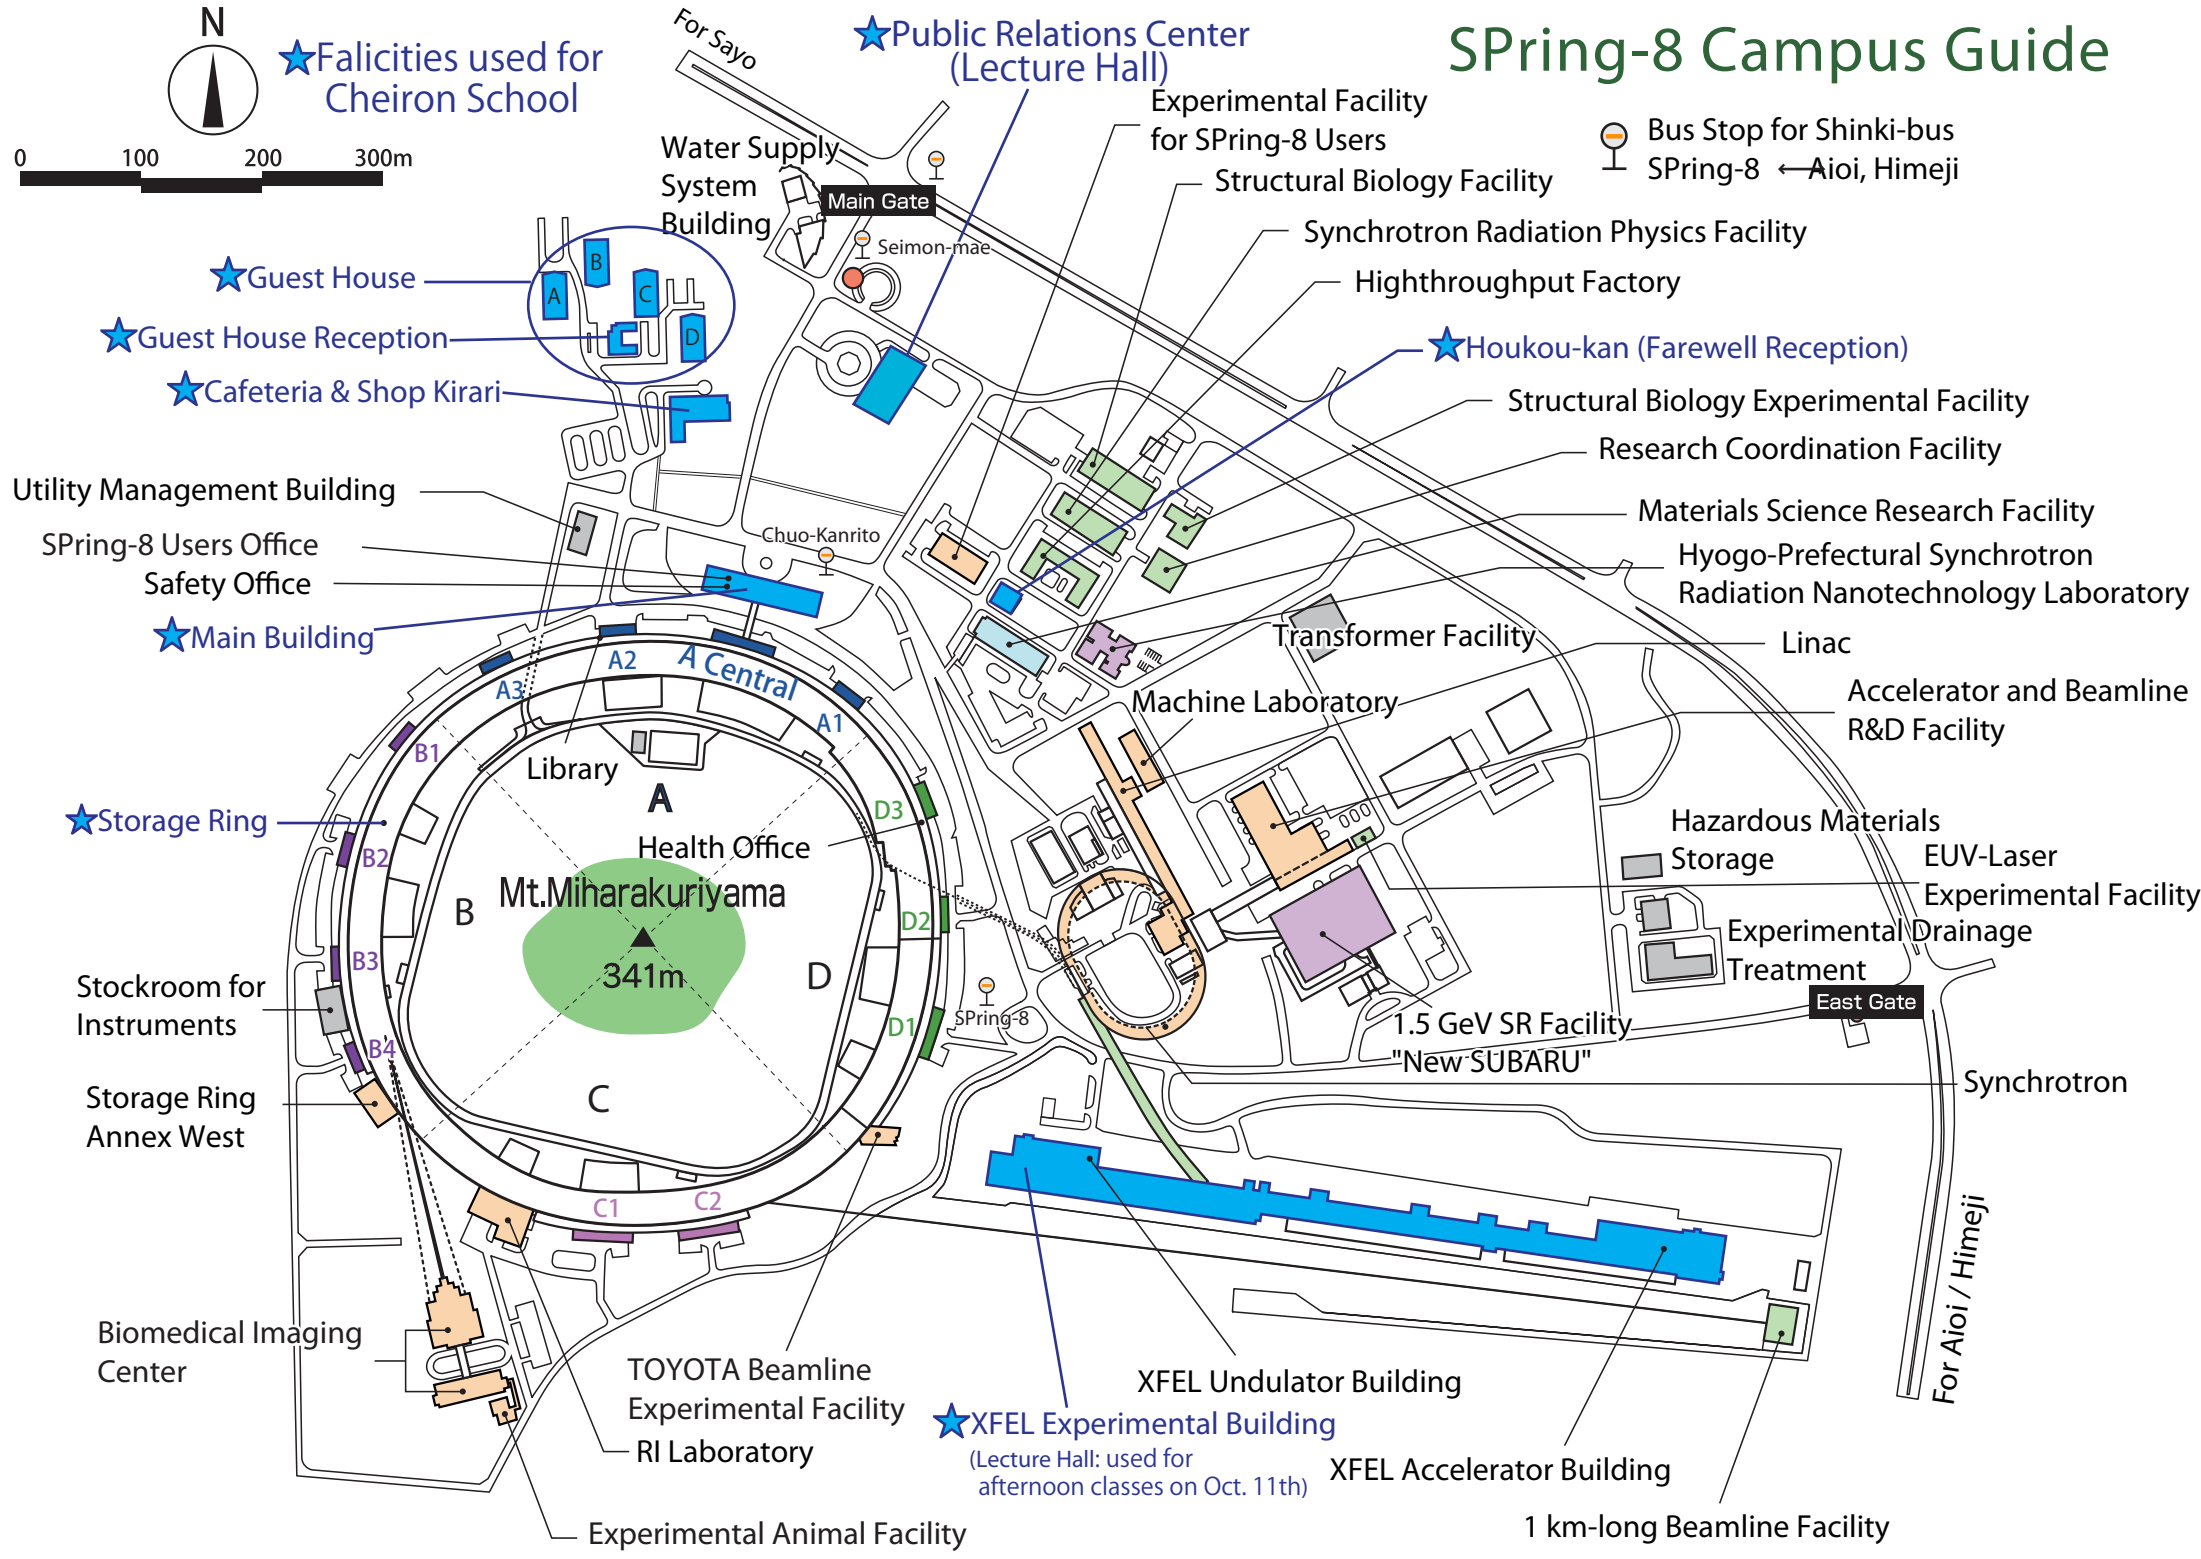 N
Falicities used for
Cheiron School
0 100 200 300m
For Sayo
Public Relations Center
(Lecture Hall)
SPring-8 Campus Guide
Bus Stop for Shinki-bus
SPring-8 ⟵ Aioi, Himeji
Experimental Facility
for SPring-8 Users
Water Supply
System
Building
Main Gate
Seimon-mae
Structural Biology Facility
Synchrotron Radiation Physics Facility
Highthroughput Factory
Houkou-kan (Farewell Reception)
Structural Biology Experimental Facility
Research Coordination Facility
Materials Science Research Facility
Hyogo-Prefectural Synchrotron
Radiation Nanotechnology Laboratory
Guest House
A
B
C
D
Guest House Reception
Cafeteria & Shop Kirari
Utility Management Building
SPring-8 Users Office
Safety Office
Main Building
Chuo-Kanrito
Transformer Facility
Linac
Machine Laboratory
Accelerator and Beamline
R&D Facility
A3
A2
A Central
A1
B1
Library
A
Storage Ring
D3
Health Office
B2
Mt.Miharakuriyama
341m
B
D
D2
B3
Hazardous Materials
Storage
EUV-Laser
Experimental Facility
Experimental Drainage
Treatment
East Gate
Stockroom for
Instruments
B4
D1
SPring-8
1.5 GeV SR Facility
"New SUBARU"
Synchrotron
Storage Ring
Annex West
C
C1
C2
For Aioi / Himeji
Biomedical Imaging
Center
TOYOTA Beamline
Experimental Facility
RI Laboratory
XFEL Undulator Building
XFEL Experimental Building
(Lecture Hall: used for
afternoon classes on Oct. 11th)
XFEL Accelerator Building
1 km-long Beamline Facility
Experimental Animal Facility